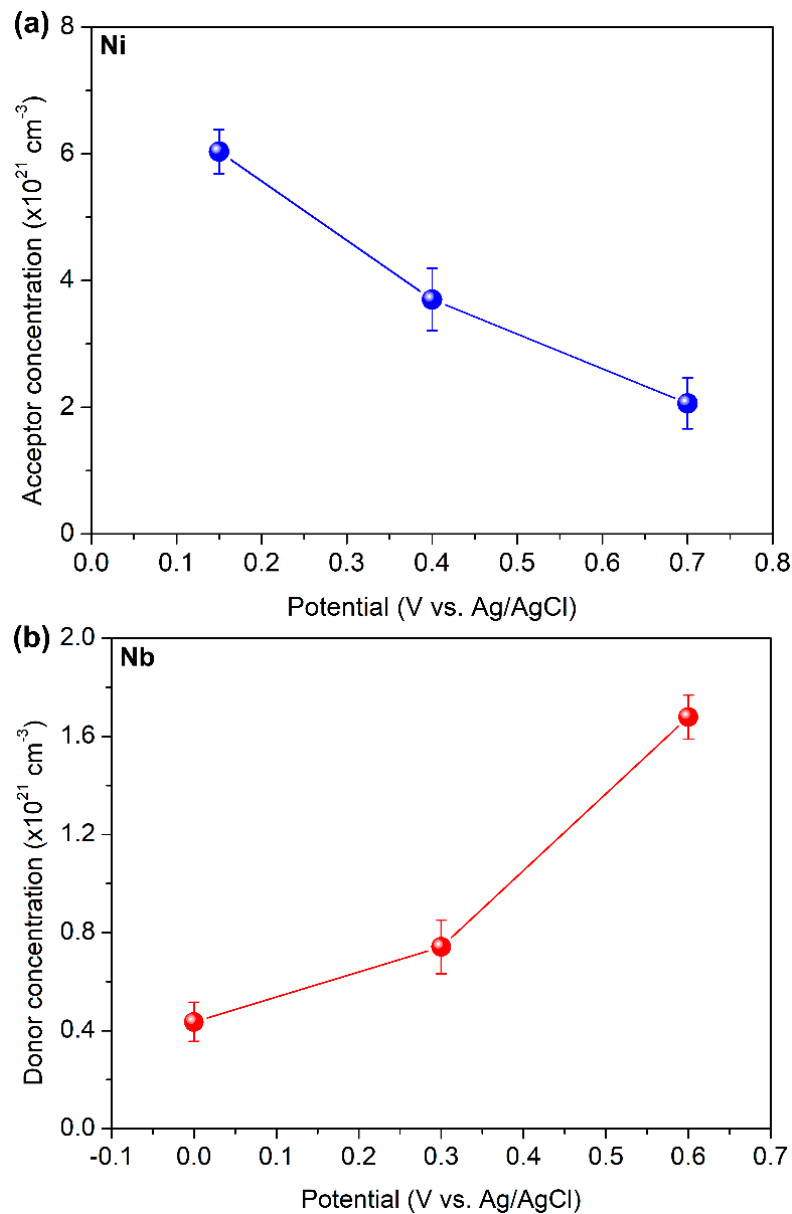 (a)
Ni
Acceptor concentration (x10²¹ cm⁻³)
8
6
4
2
0
0.0 0.1 0.2 0.3 0.4 0.5 0.6 0.7 0.8
Potential (V vs. Ag/AgCl)
(b)
Nb
Donor concentration (x10²¹ cm⁻³)
2.0
1.6
1.2
0.8
0.4
0.0
-0.1 0.0 0.1 0.2 0.3 0.4 0.5 0.6 0.7
Potential (V vs. Ag/AgCl)